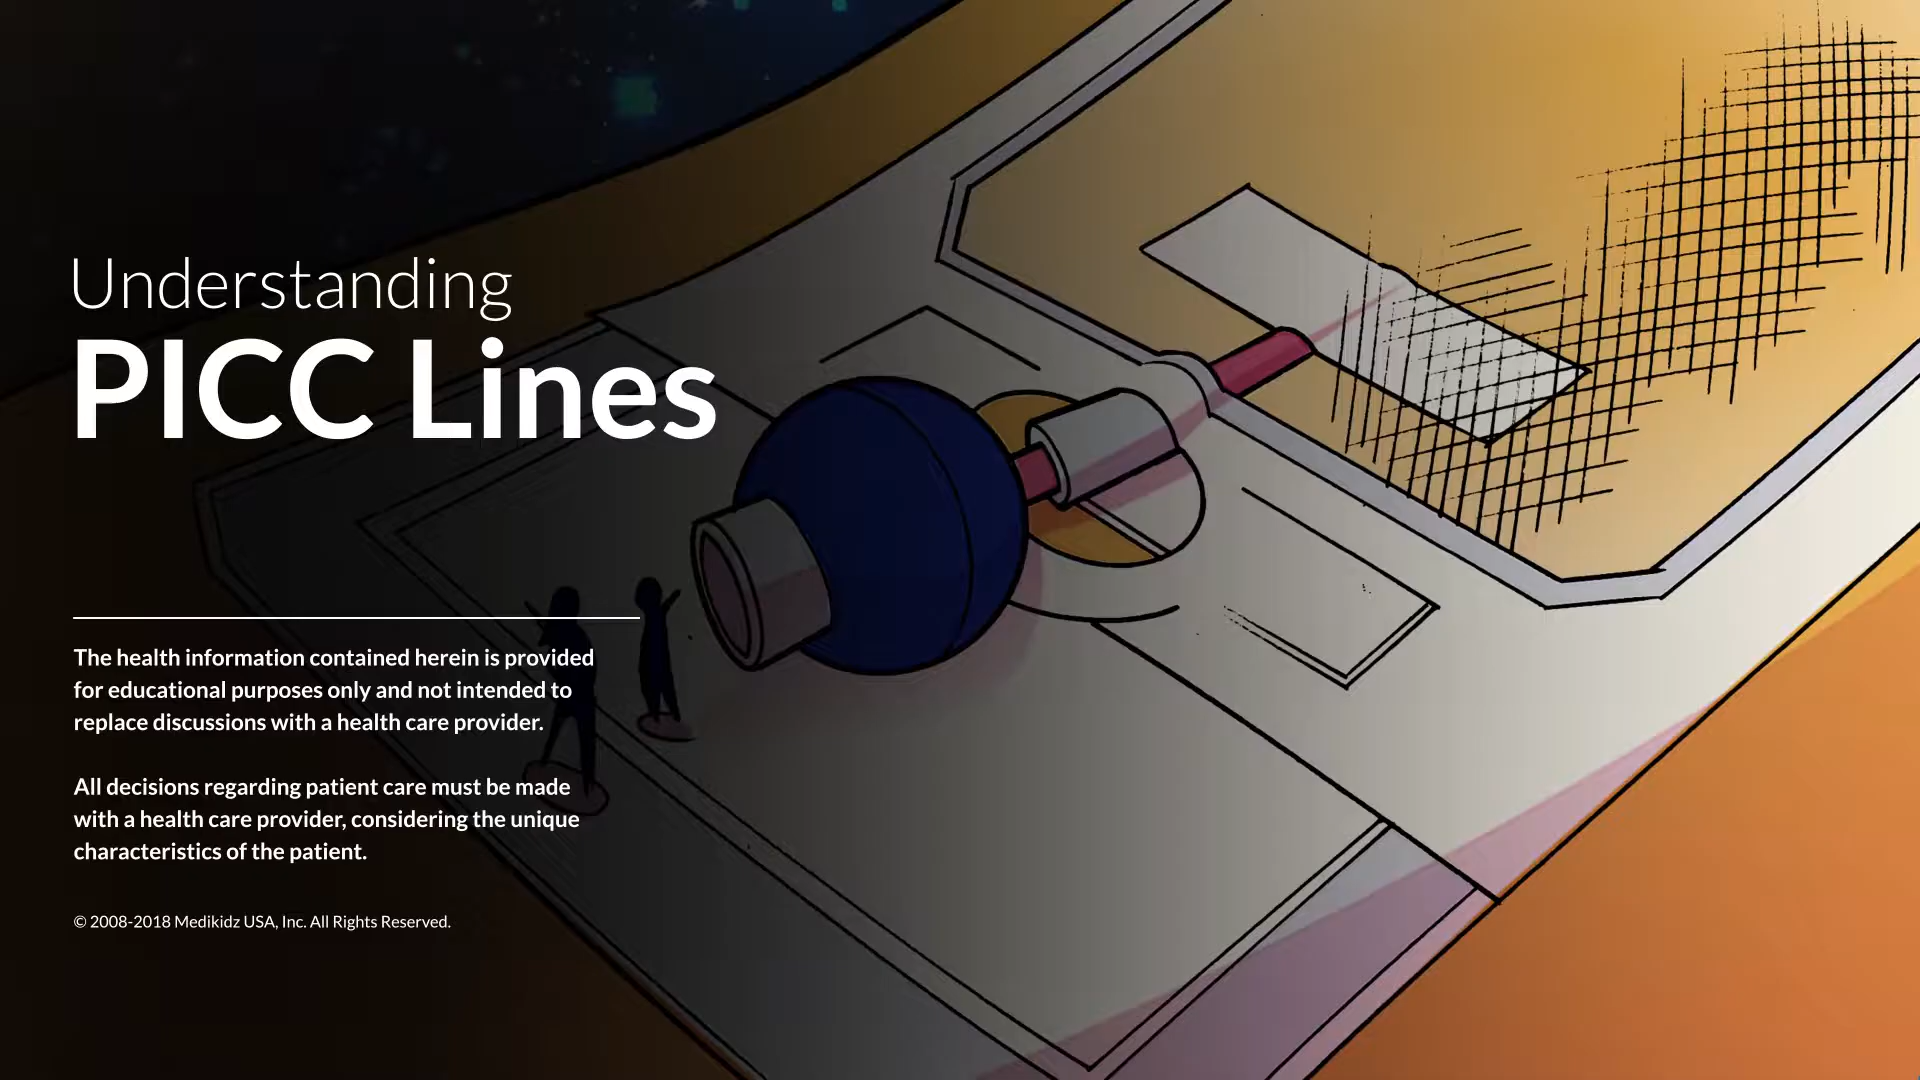 Understanding
PICC Lines
The health information contained herein is provided
for educational purposes only and not intended to
replace discussions with a health care provider.
All decisions regarding patient care must be made
with a health care provider, considering the unique
characteristics of the patient.
© 2008-2018 Medikidz USA, Inc. All Rights Reserved.